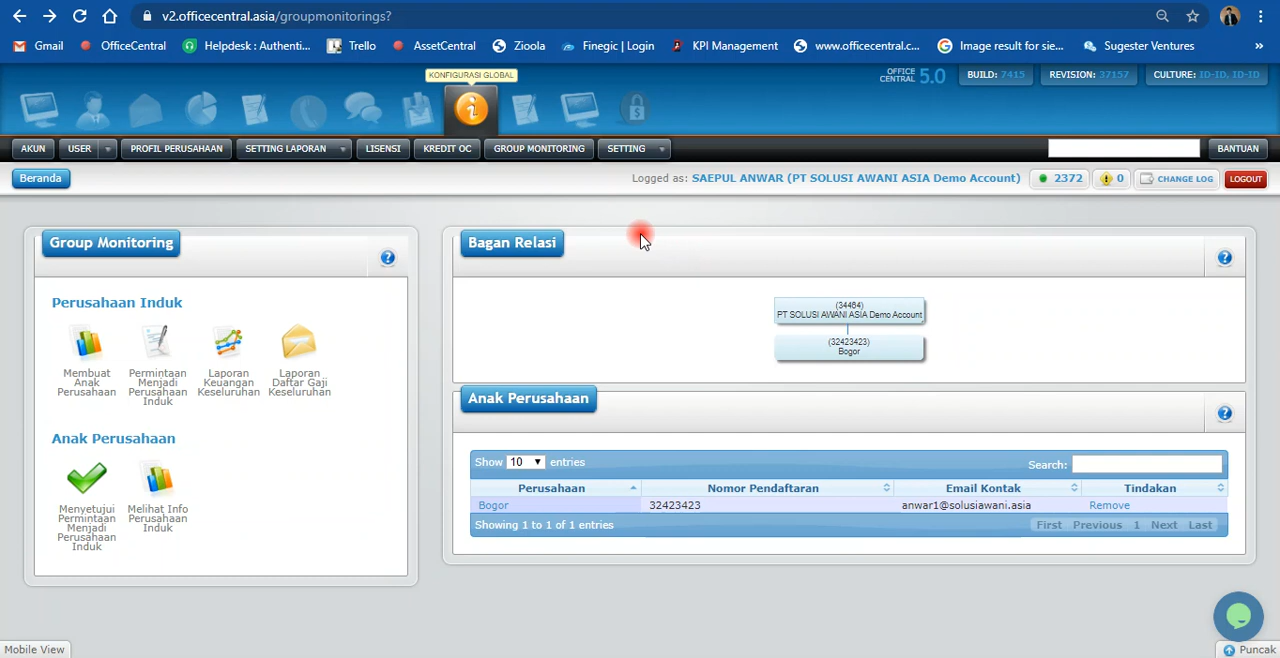 v2.officecentral.asia/groupmonitorings?
Gmail OfficeCentral Helpdesk : Authenti... Trello AssetCentral Zioola Finegic | Login KPI Management www.officecentral.c... Image result for sie... Sugester Ventures »
KONFIGURASI GLOBAL
OFFICE CENTRAL 5.0 BUILD: 7415 REVISION: 37157 CULTURE: ID-ID, ID-ID
AKUN USER PROFIL PERUSAHAAN SETTING LAPORAN LISENSI KREDIT OC GROUP MONITORING SETTING BANTUAN
Beranda Logged as: SAEPUL ANWAR (PT SOLUSI AWANI ASIA Demo Account) 2372 0 CHANGE LOG LOGOUT
Group Monitoring
Perusahaan Induk
Membuat Anak Perusahaan
Permintaan Menjadi Perusahaan Induk
Laporan Keuangan Keseluruhan
Laporan Daftar Gaji Keseluruhan
Anak Perusahaan
Menyetujui Permintaan Menjadi Perusahaan Induk
Melihat Info Perusahaan Induk
Bagan Relasi
(34464)
PT SOLUSI AWANI ASIA Demo Account
(32423423)
Bogor
Anak Perusahaan
Show 10 entries Search:
Perusahaan Nomor Pendaftaran Email Kontak Tindakan
Bogor 32423423 anwar1@solusiawani.asia Remove
Showing 1 to 1 of 1 entries First Previous 1 Next Last
Mobile View Puncak